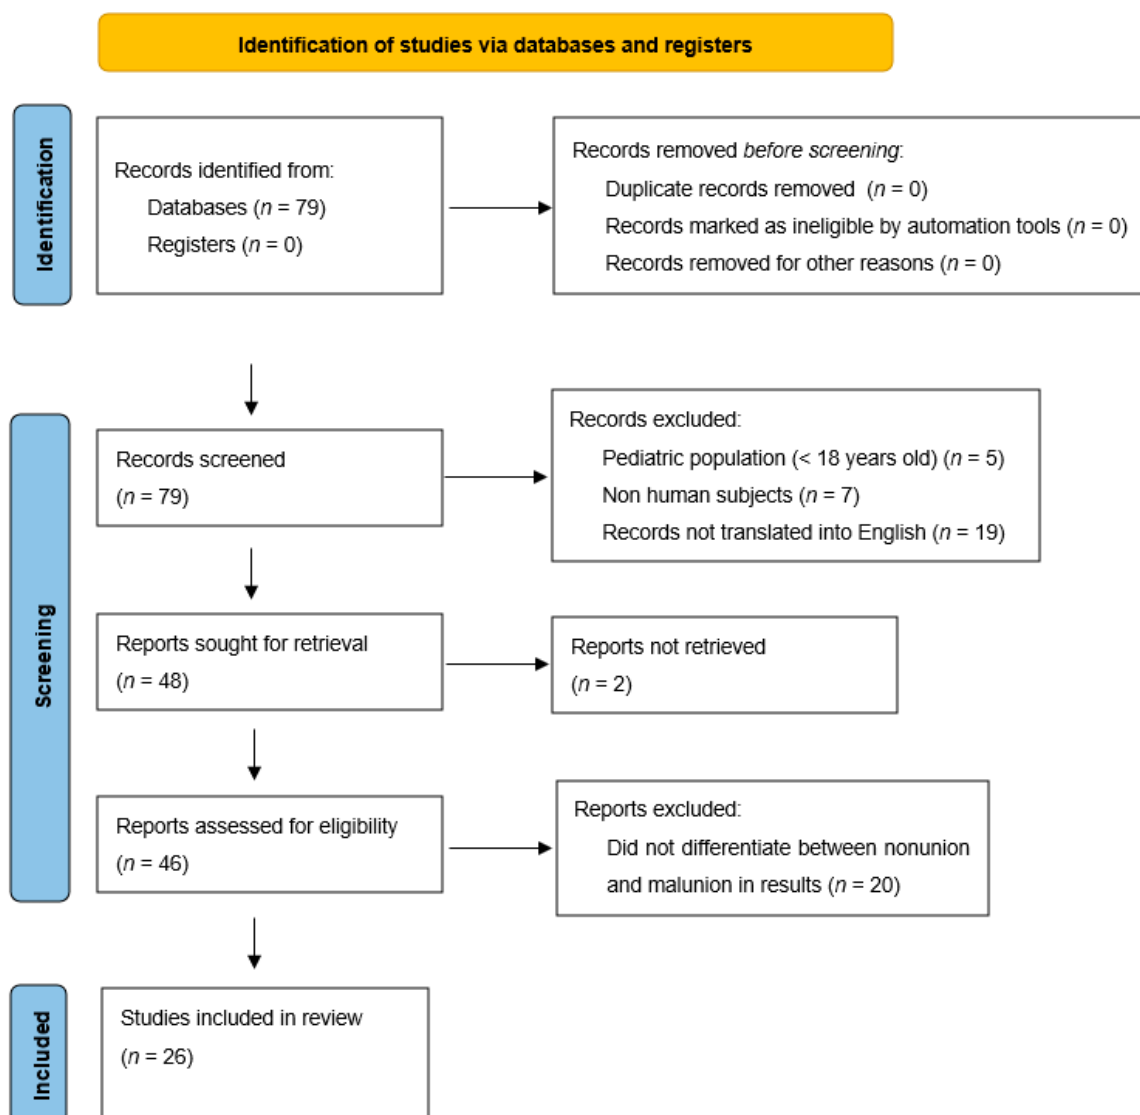 Identification of studies via databases and registers
Identification
Records identified from:
Databases (n = 79)
Registers (n = 0)
Records removed before screening:
Duplicate records removed (n = 0)
Records marked as ineligible by automation tools (n = 0)
Records removed for other reasons (n = 0)
Screening
Records screened
(n = 79)
Records excluded:
Pediatric population (< 18 years old) (n = 5)
Non human subjects (n = 7)
Records not translated into English (n = 19)
Reports sought for retrieval
(n = 48)
Reports not retrieved
(n = 2)
Reports assessed for eligibility
(n = 46)
Reports excluded:
Did not differentiate between nonunion
and malunion in results (n = 20)
Included
Studies included in review
(n = 26)